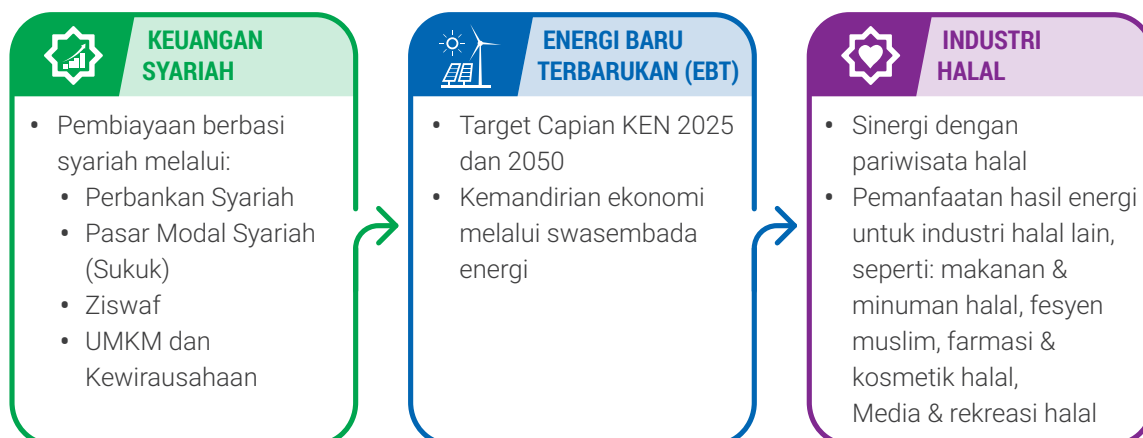 KEUANGAN
SYARIAH
• Pembiayaan berbasi
syariah melalui:
• Perbankan Syariah
• Pasar Modal Syariah
(Sukuk)
• Ziswaf
• UMKM dan
Kewirausahaan
ENERGI BARU
TERBARUKAN (EBT)
• Target Capian KEN 2025
dan 2050
• Kemandirian ekonomi
melalui swasembada
energi
INDUSTRI
HALAL
• Sinergi dengan
pariwisata halal
• Pemanfaatan hasil energi
untuk industri halal lain,
seperti: makanan &
minuman halal, fesyen
muslim, farmasi &
kosmetik halal,
Media & rekreasi halal